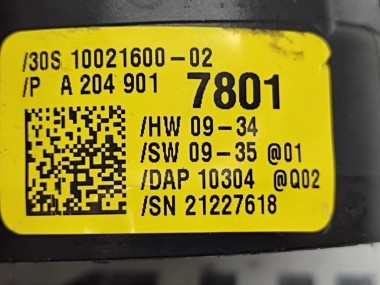 /30S 10021600-02
/P A 204 901 7801
/HW 09-34
/SW 09-35 @01
/DAP 10304 @Q02
/SN 21227618